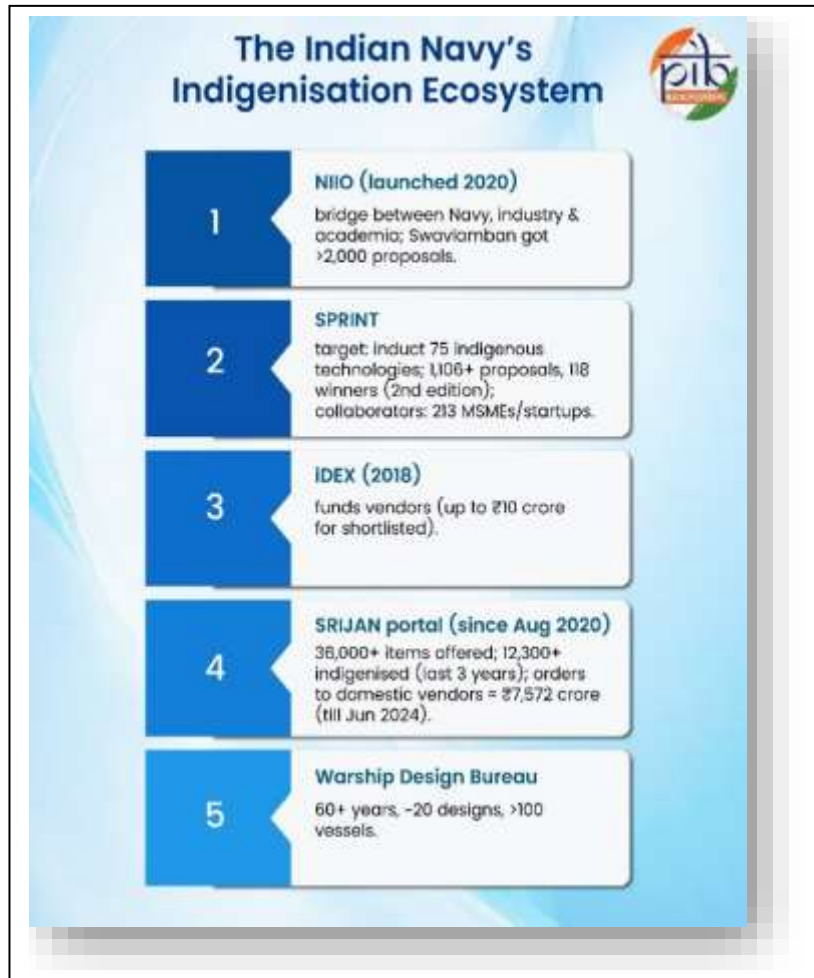 The Indian Navy's
Indigenisation Ecosystem
pib
1
NIIO (launched 2020)
bridge between Navy, industry &
academia; Swavlamban got
>2,000 proposals.
2
SPRINT
target: induct 75 indigenous
technologies; 1,106+ proposals, 118
winners (2nd edition);
collaborators: 213 MSMEs/startups.
3
iDEX (2018)
funds vendors (up to ₹10 crore
for shortlisted).
4
SRIJAN portal (since Aug 2020)
36,000+ items offered; 12,300+
indigenised (last 3 years); orders
to domestic vendors = ₹7,572 crore
(till Jun 2024).
5
Warship Design Bureau
60+ years, ~20 designs, >100
vessels.